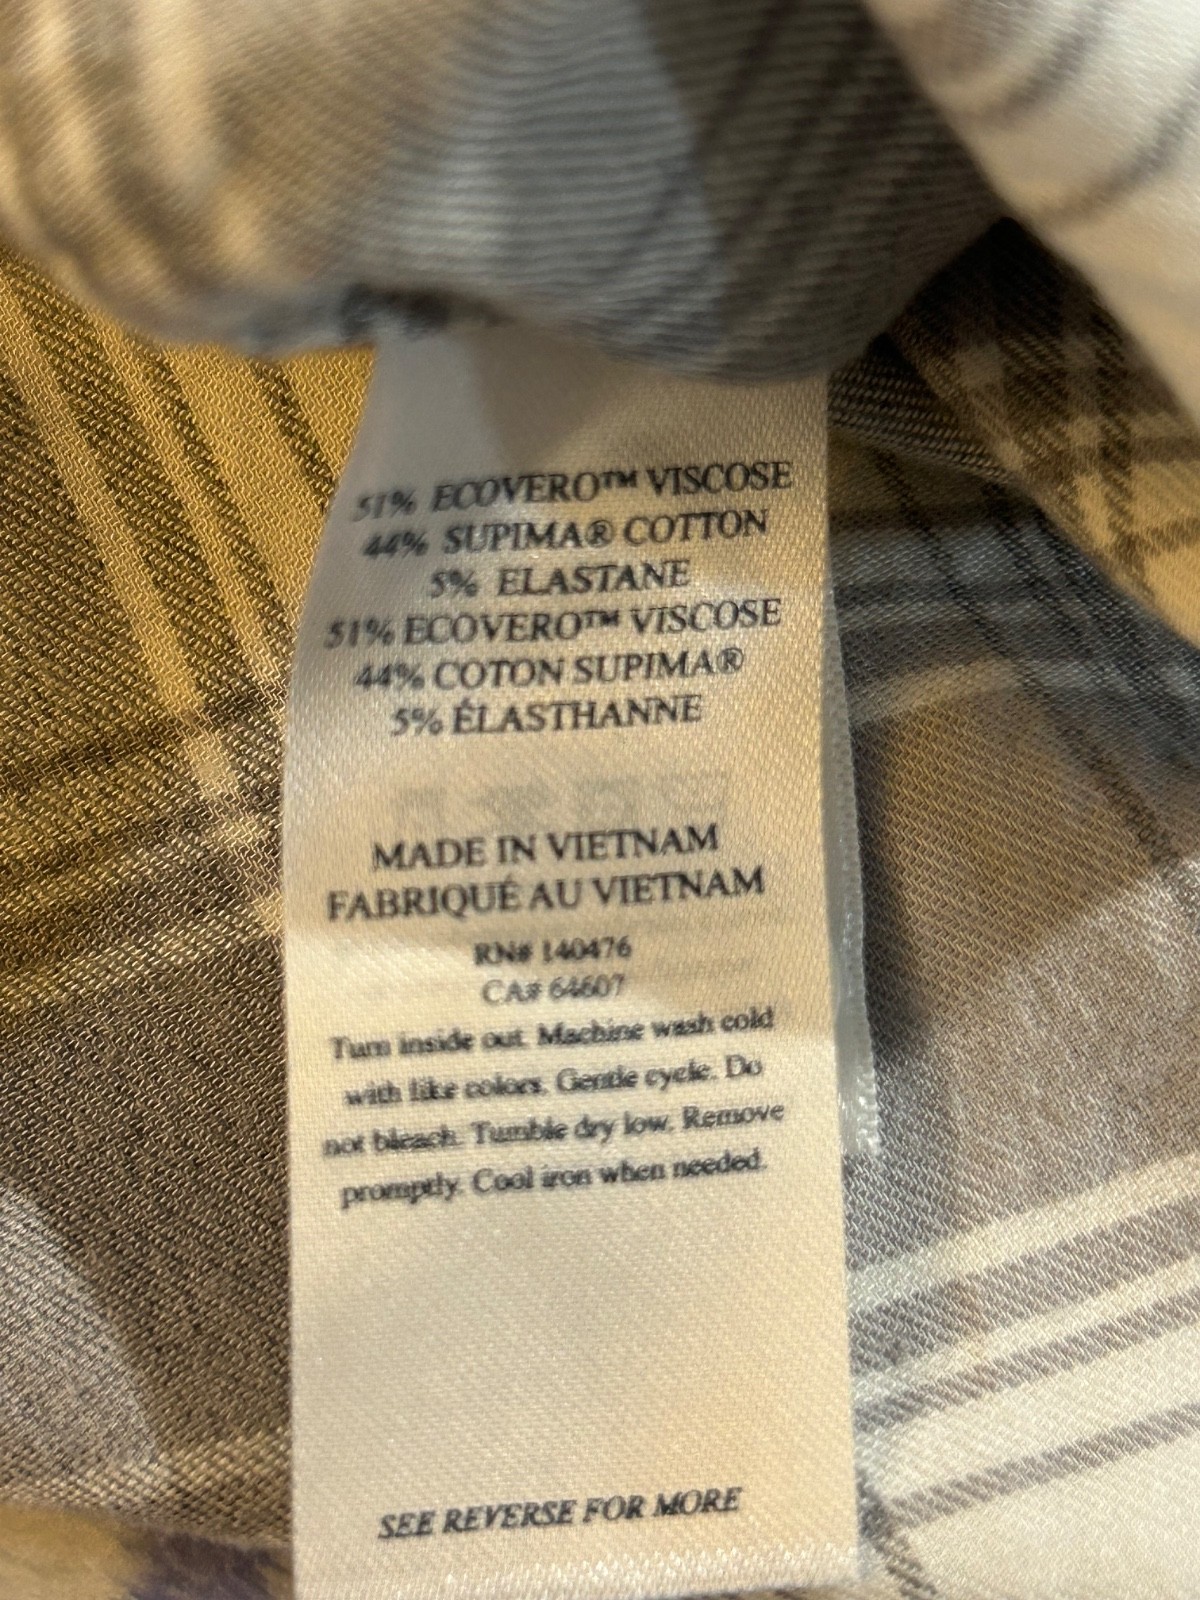 51% ECOVERO™ VISCOSE
44% SUPIMA® COTTON
5% ELASTANE
51% ECOVERO™ VISCOSE
44% COTON SUPIMA®
5% ÉLASTHANNE
MADE IN VIETNAM
FABRIQUÉ AU VIETNAM
RN# 140476
CA# 64607
Turn inside out. Machine wash cold
with like colors. Gentle cycle. Do
not bleach. Tumble dry low. Remove
promptly. Cool iron when needed.
SEE REVERSE FOR MORE